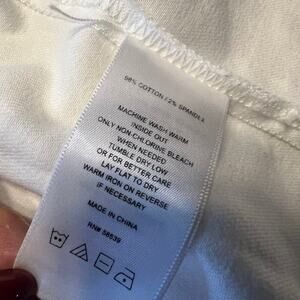 98% COTTON / 2% SPANDEX
MACHINE WASH WARM
INSIDE OUT
ONLY NON-CHLORINE BLEACH
WHEN NEEDED
TUMBLE DRY LOW
OR FOR BETTER CARE
LAY FLAT TO DRY
WARM IRON ON REVERSE
IF NECESSARY
MADE IN CHINA
RN# 58639